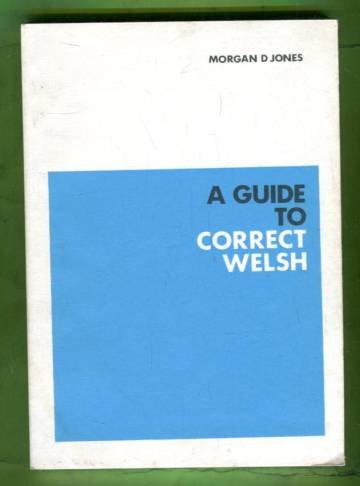 MORGAN D JONES
A GUIDE
TO
CORRECT
WELSH